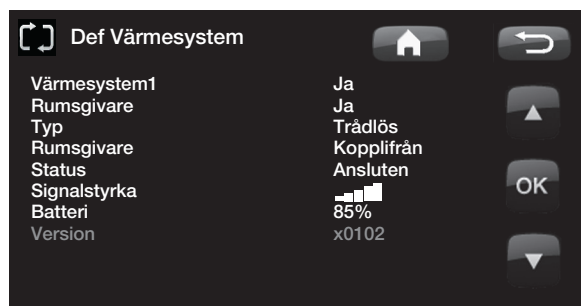 Def Värmesystem
Värmesystem1 Ja
Rumsgivare Ja
Typ Trådlös
Rumsgivare Kopplifrån
Status Ansluten
Signalstyrka
Batteri 85%
Version x0102
OK